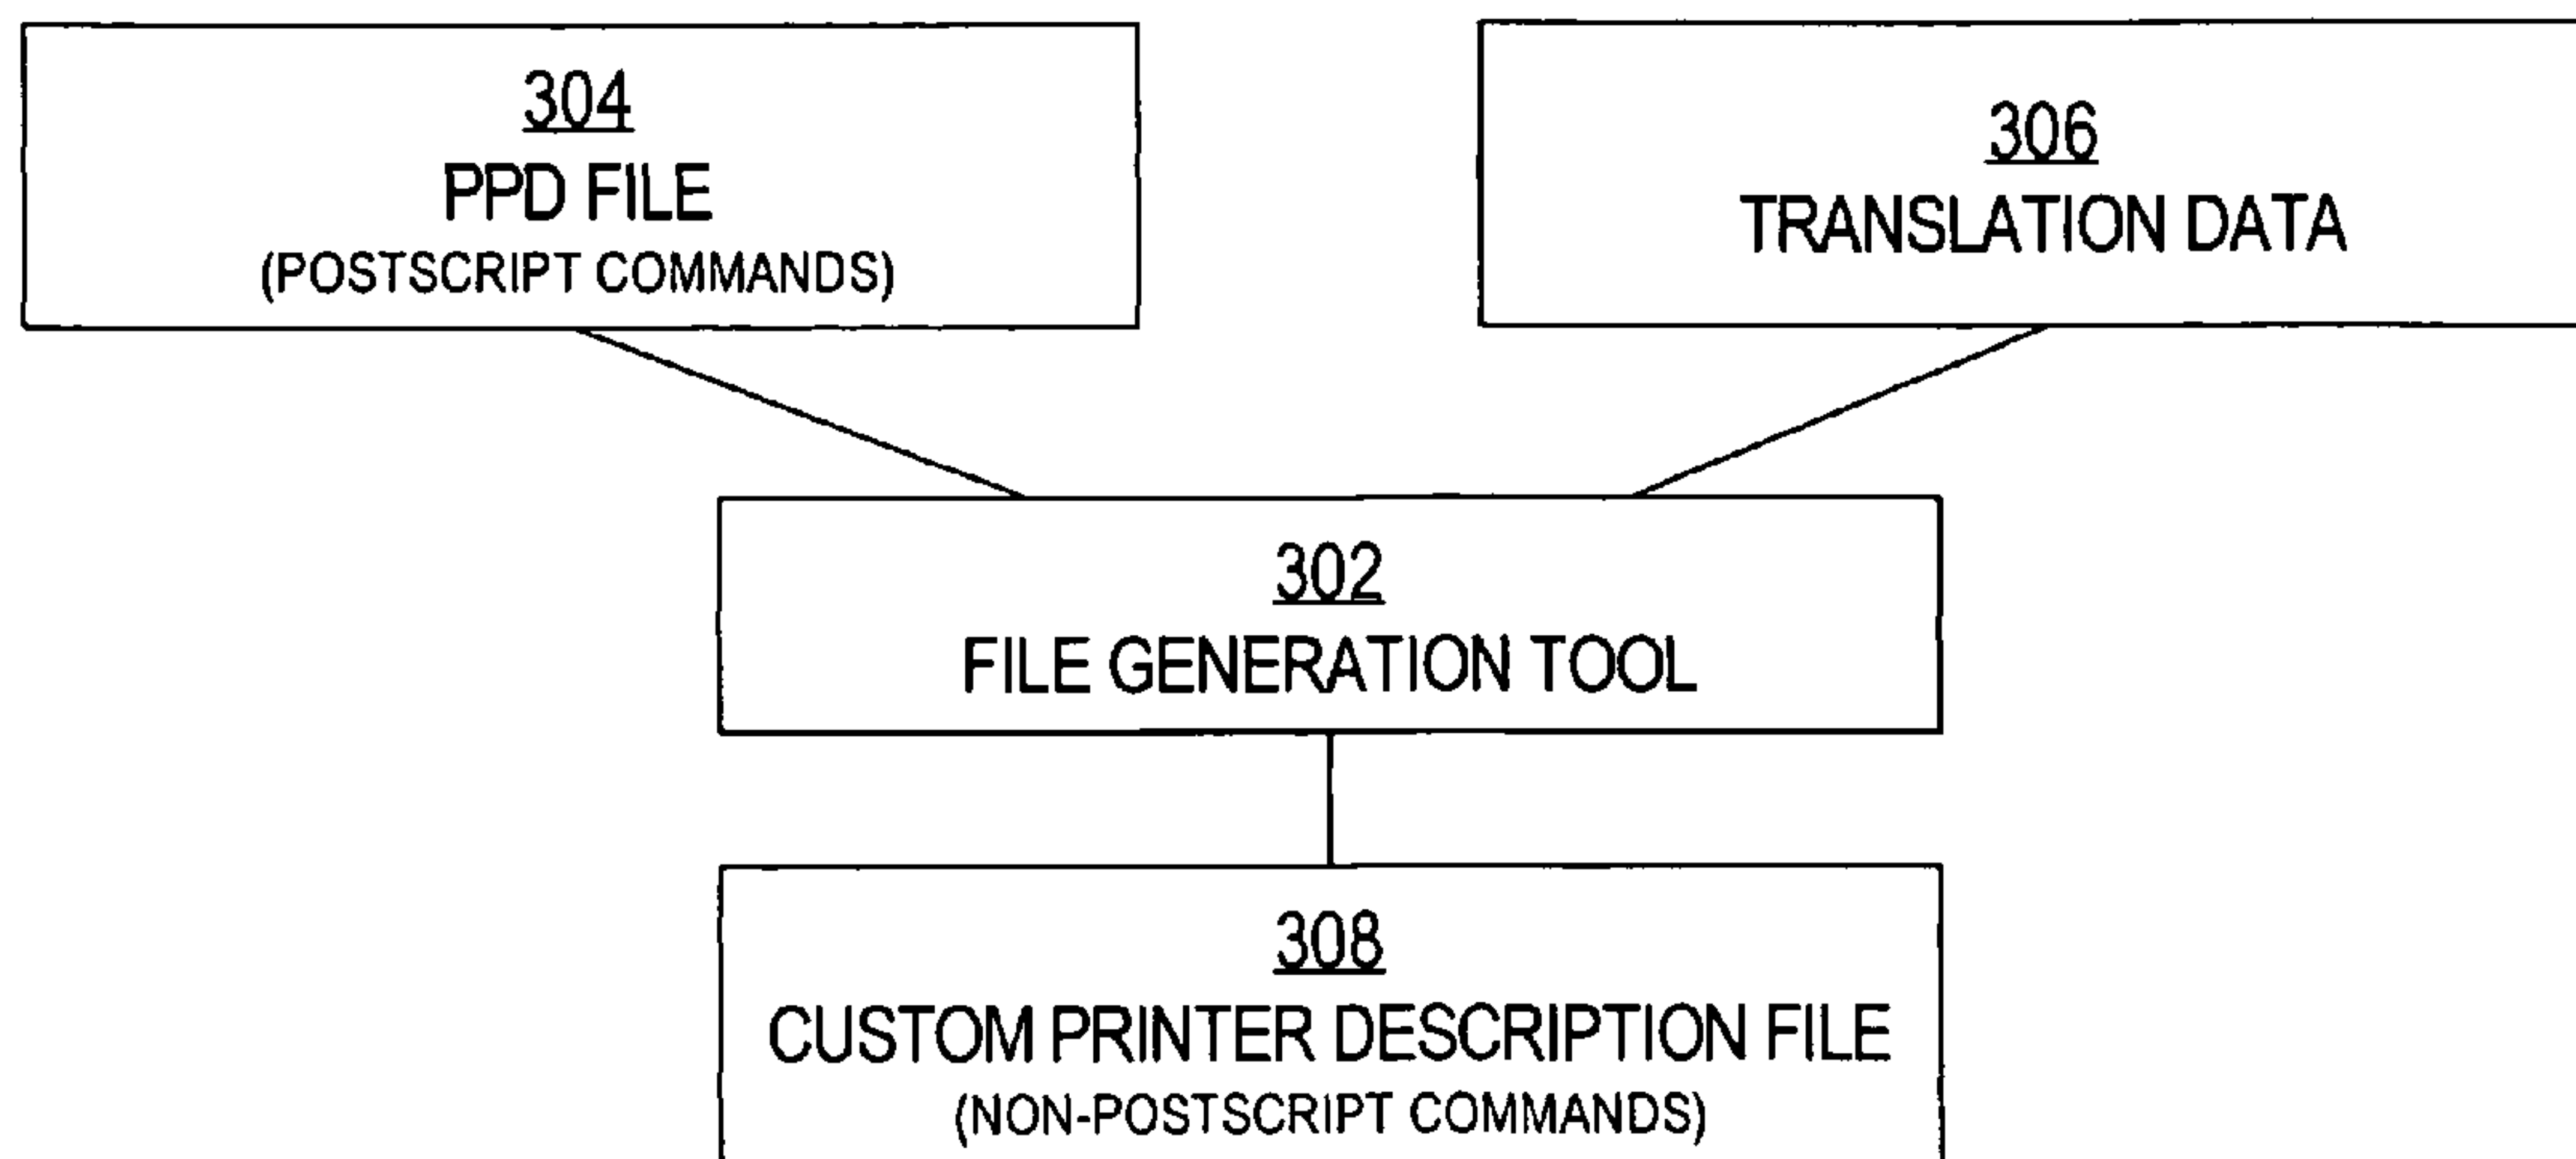 304
PPD FILE
(POSTSCRIPT COMMANDS)
306
TRANSLATION DATA
302
FILE GENERATION TOOL
308
CUSTOM PRINTER DESCRIPTION FILE
(NON-POSTSCRIPT COMMANDS)